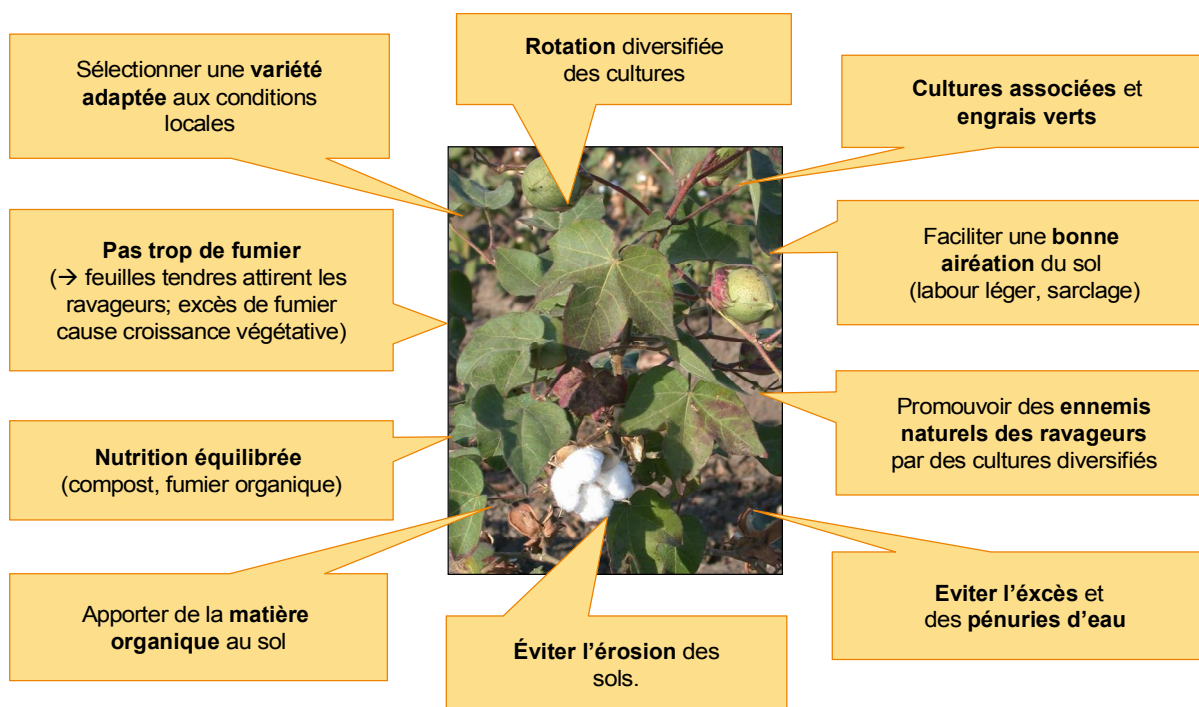 Sélectionner une variété
adaptée aux conditions
locales
Rotation diversifiée
des cultures
Cultures associées et
engrais verts
Pas trop de fumier
(→ feuilles tendres attirent les
ravageurs; excès de fumier
cause croissance végétative)
Faciliter une bonne
airéation du sol
(labour léger, sarclage)
Nutrition équilibrée
(compost, fumier organique)
Promouvoir des ennemis
naturels des ravageurs
par des cultures diversifiés
Apporter de la matière
organique au sol
Éviter l'érosion des
sols.
Eviter l'éxcès et
des pénuries d'eau